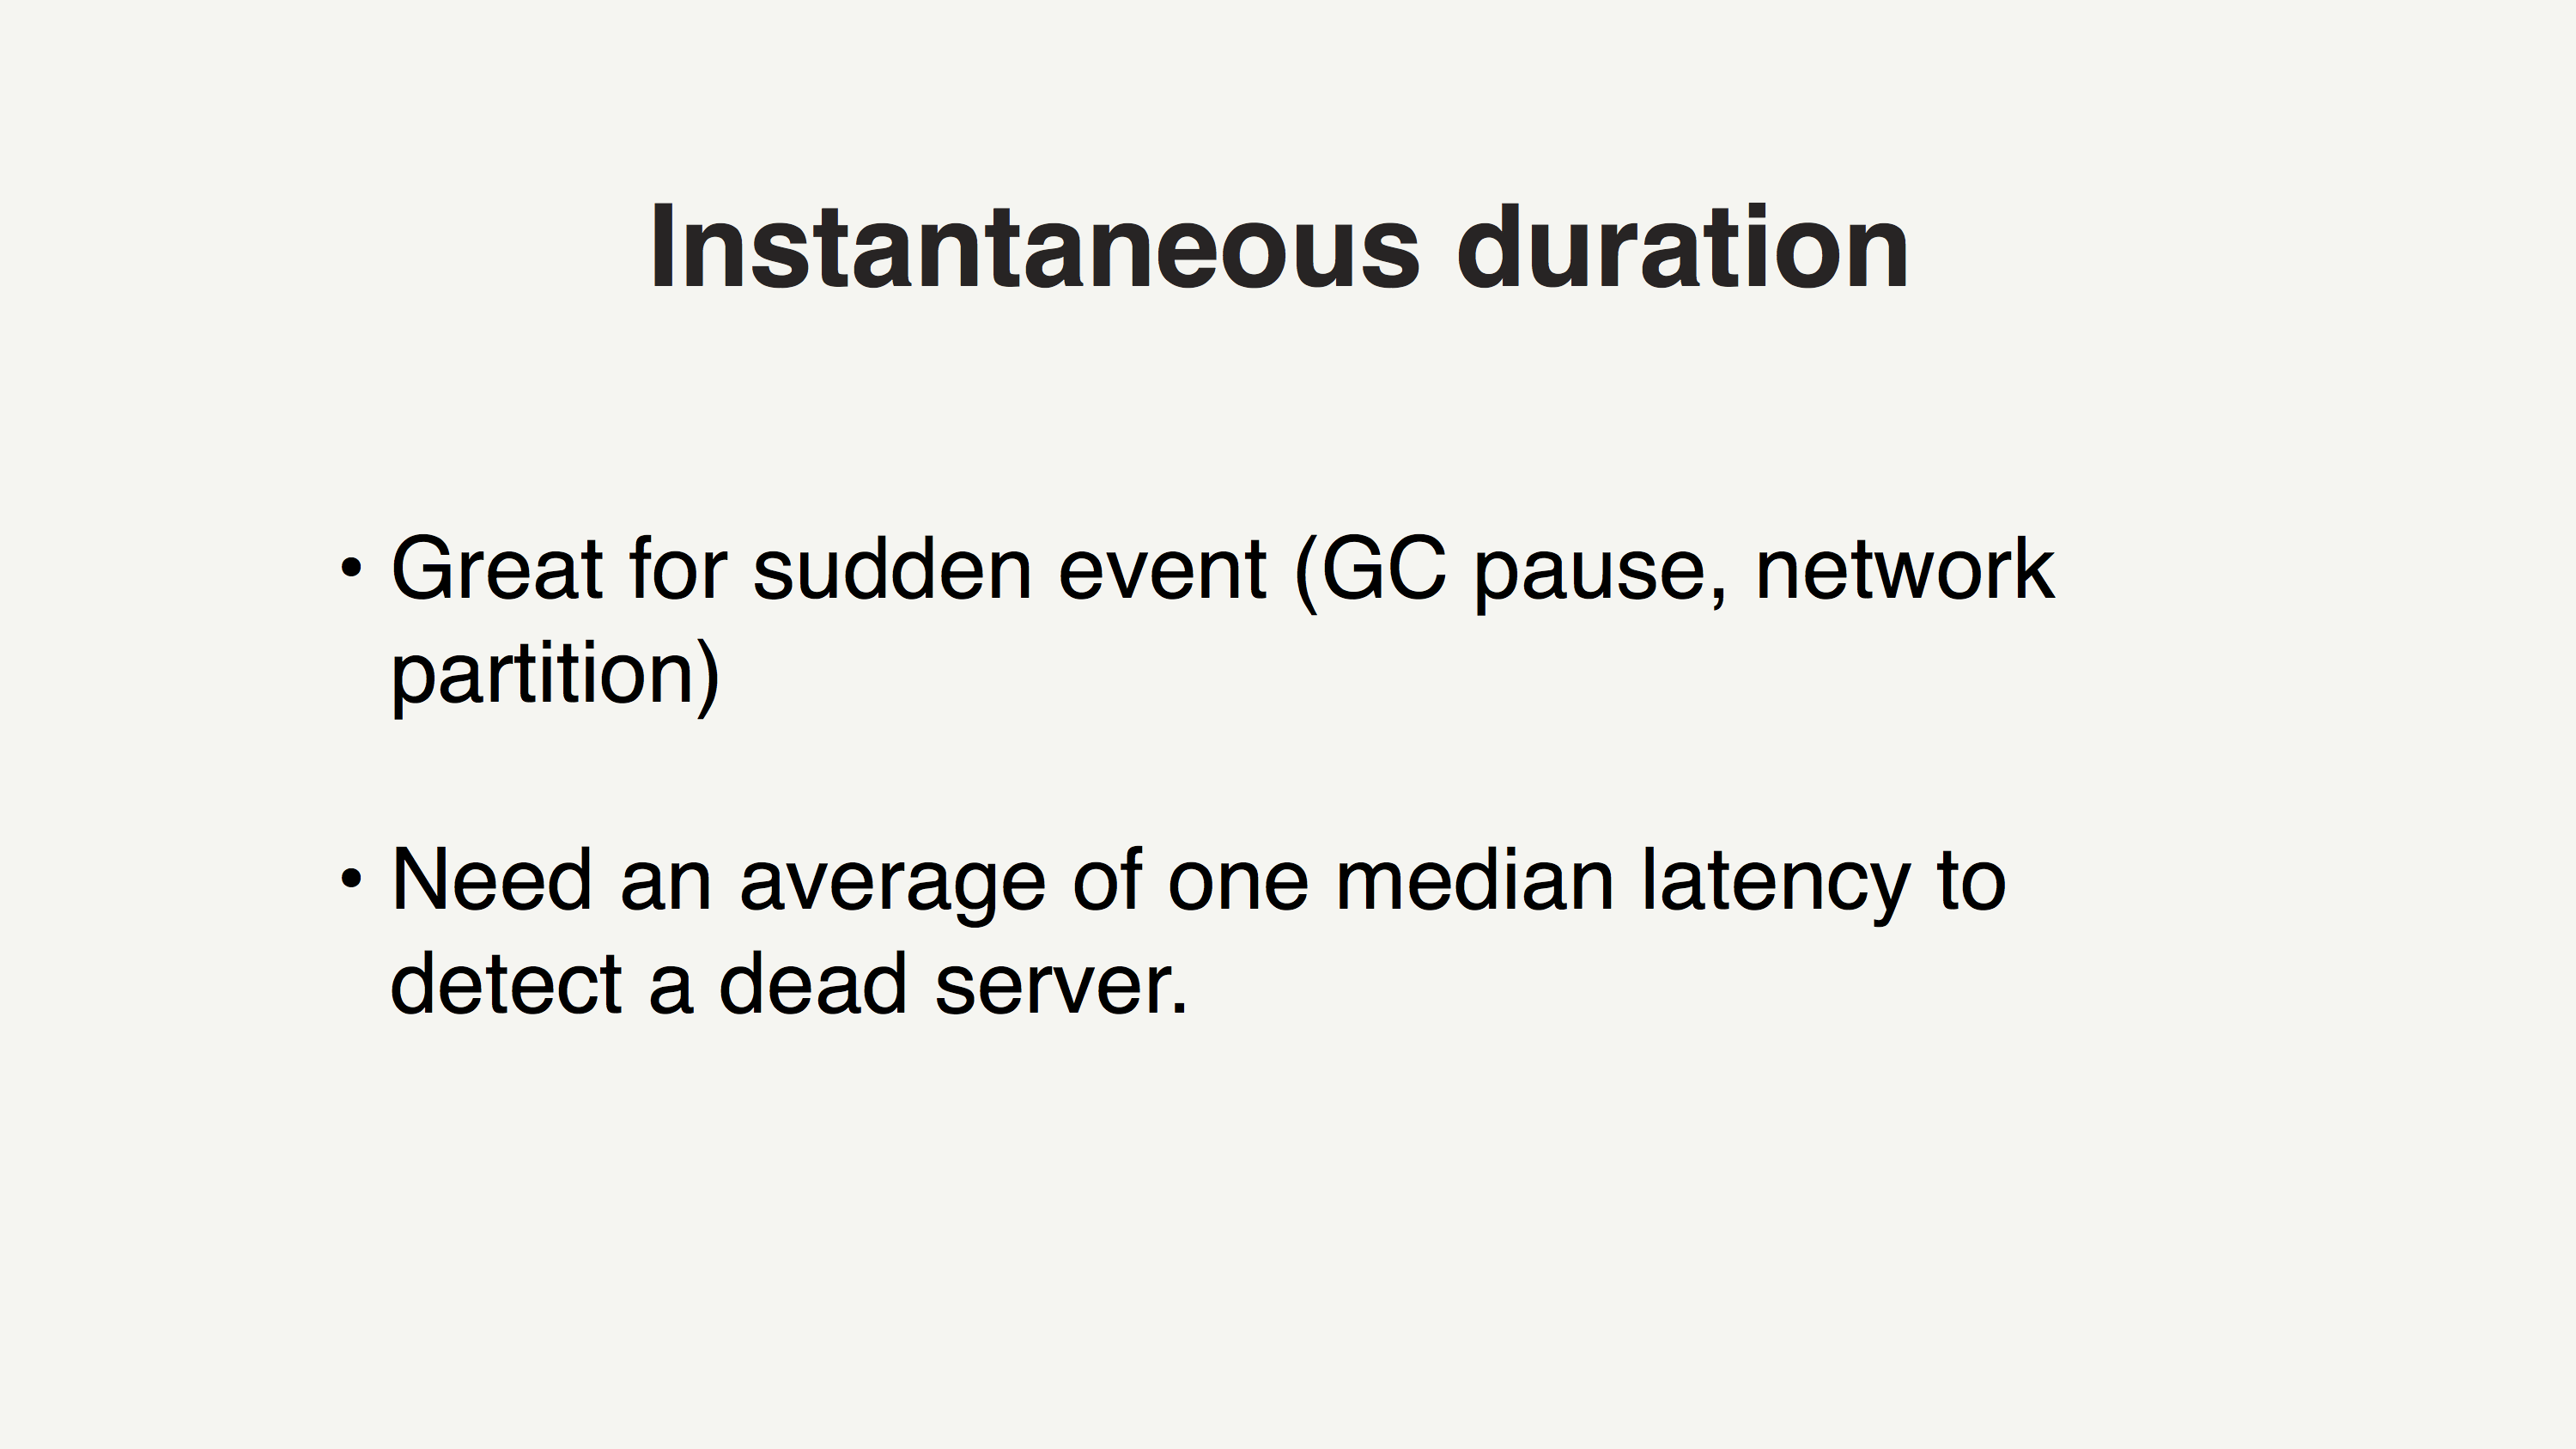 Instantaneous duration
• Great for sudden event (GC pause, network
partition)
• Need an average of one median latency to
detect a dead server.